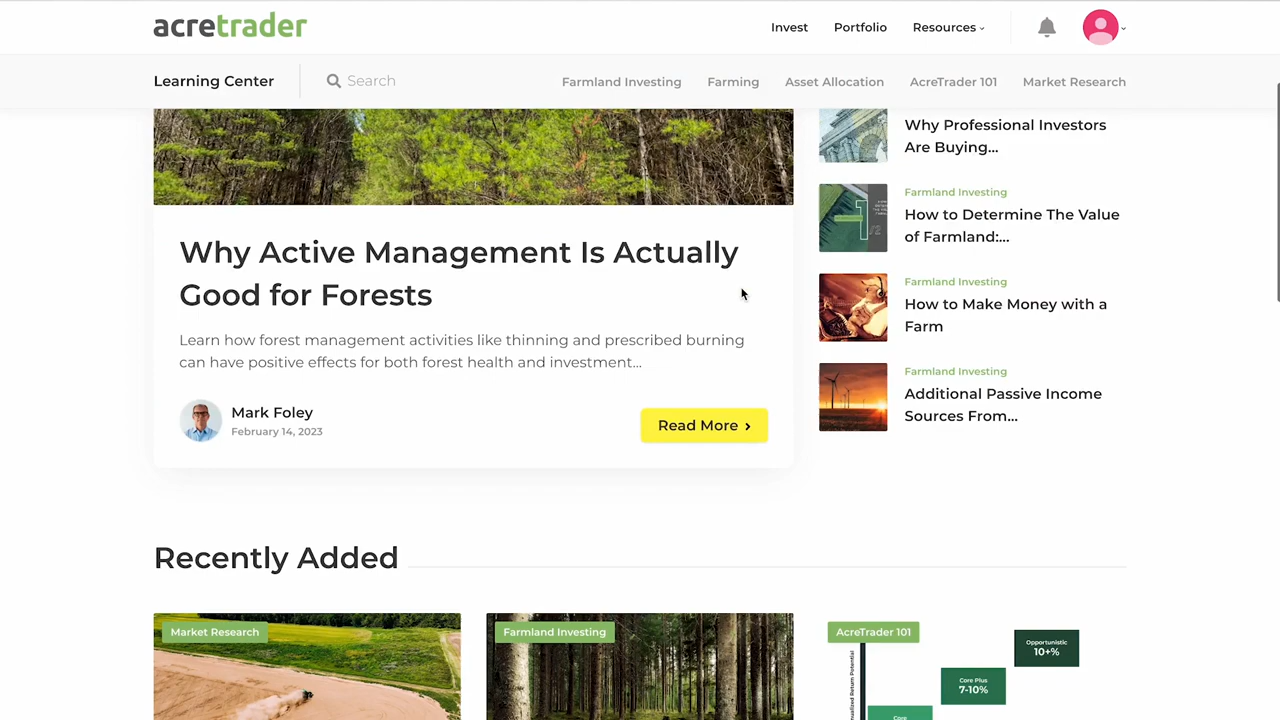 acretrader
Invest
Portfolio
Resources
Learning Center
Search
Farmland Investing
Farming
Asset Allocation
AcreTrader 101
Market Research
Why Active Management Is Actually
Good for Forests
Learn how forest management activities like thinning and prescribed burning
can have positive effects for both forest health and investment...
Mark Foley
February 14, 2023
Read More
Why Professional Investors
Are Buying...
Farmland Investing
How to Determine The Value
of Farmland:...
Farmland Investing
How to Make Money with a
Farm
Farmland Investing
Additional Passive Income
Sources From...
Recently Added
Market Research
Farmland Investing
AcreTrader 101
Opportunistic
10+%
Core Plus
7-10%
Core